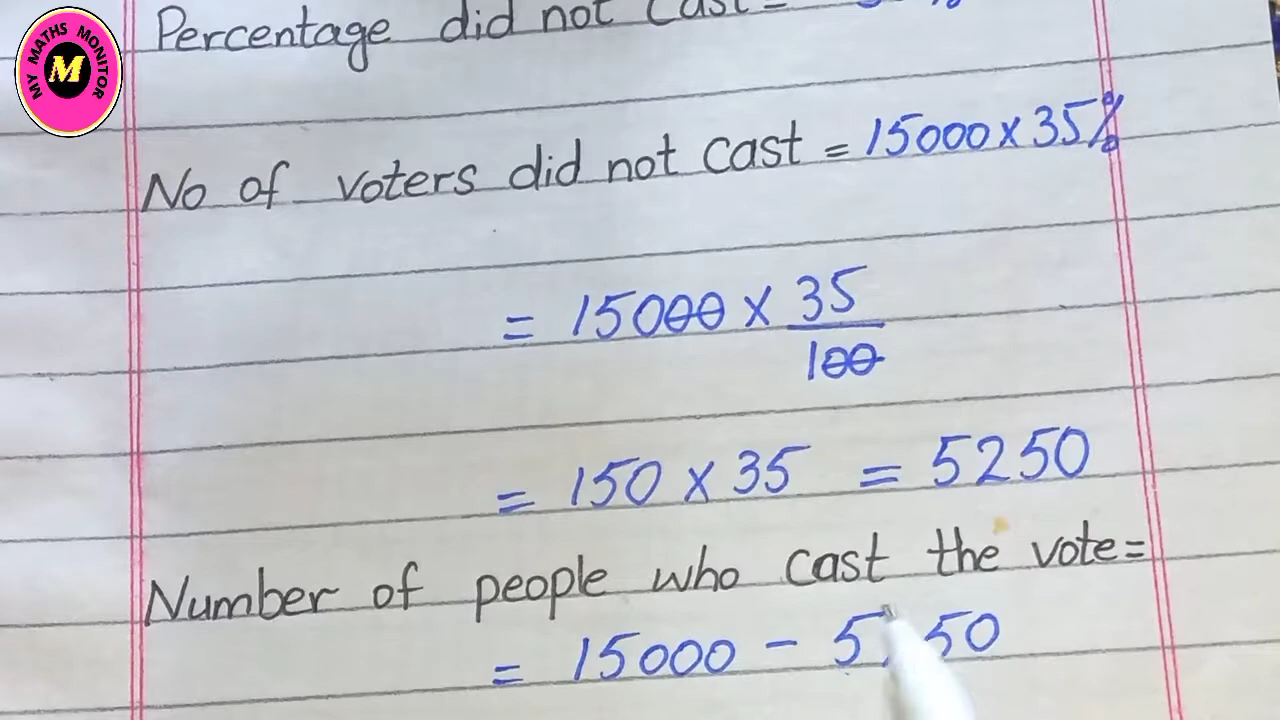 MY MATHS MONITOR
M
Percentage did not cast =
No of voters did not cast = 15000 x 35%
= 15000 x 35
100
= 150 x 35 = 5250
Number of people who cast the vote =
= 15000 -